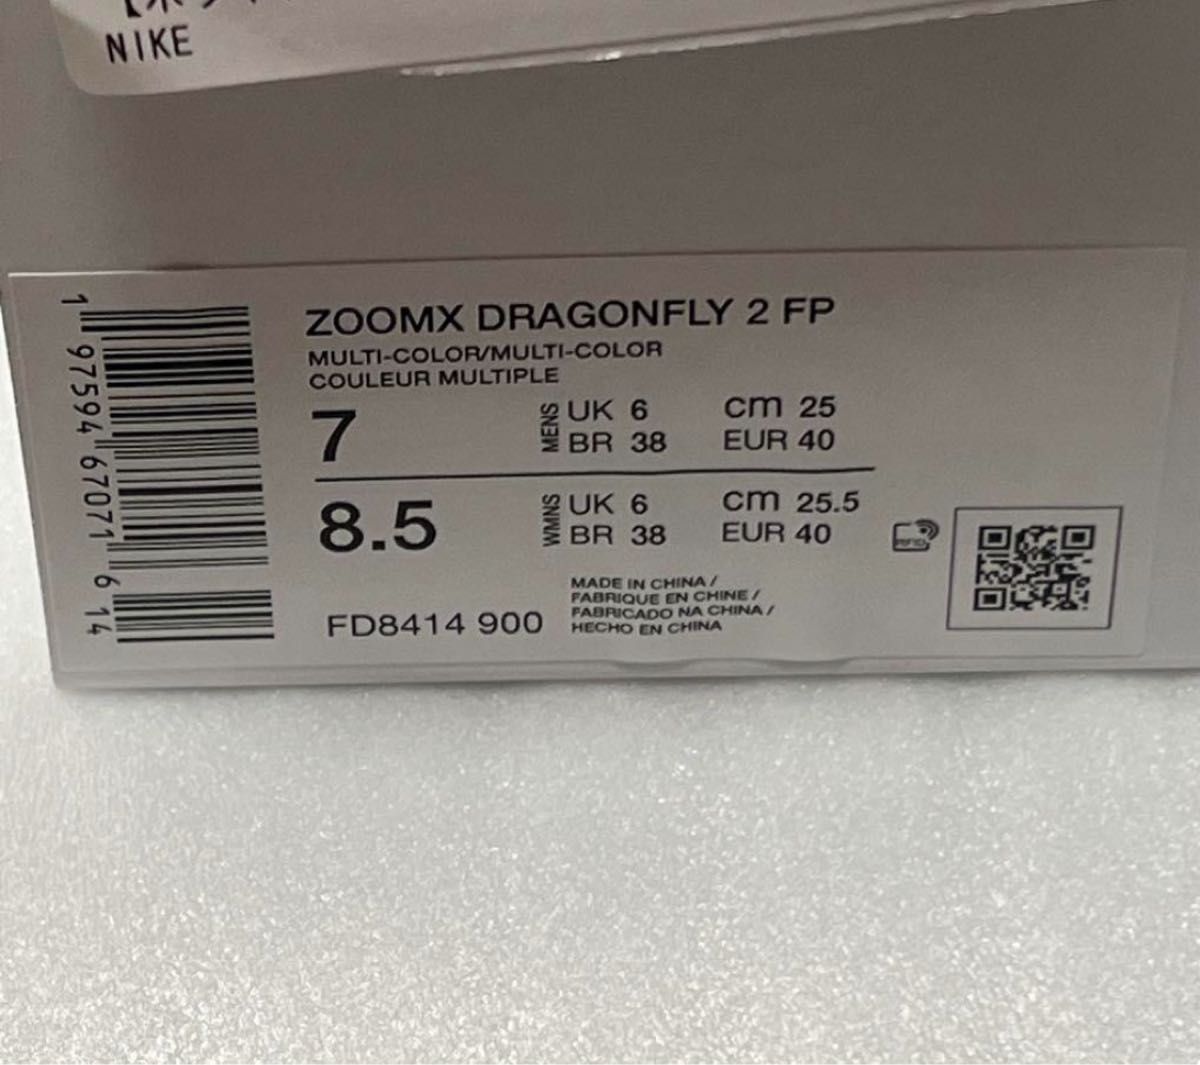 NIKE
ZOOMX DRAGONFLY 2 FP
MULTI-COLOR/MULTI-COLOR
COULEUR MULTIPLE
7 MENS UK 6 cm 25
BR 38 EUR 40
8.5 WMNS UK 6 cm 25.5
BR 38 EUR 40
RFID
FD8414 900
MADE IN CHINA /
FABRIQUE EN CHINE /
FABRICADO NA CHINA /
HECHO EN CHINA
1 97594 67071 6 14